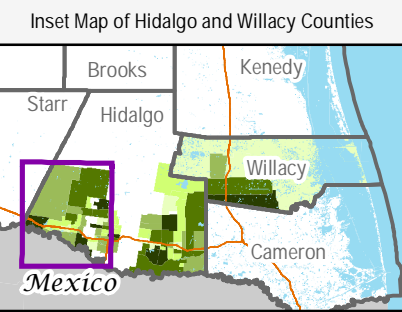 Inset Map of Hidalgo and Willacy Counties
Brooks
Kenedy
Starr
Hidalgo
Willacy
Cameron
Mexico